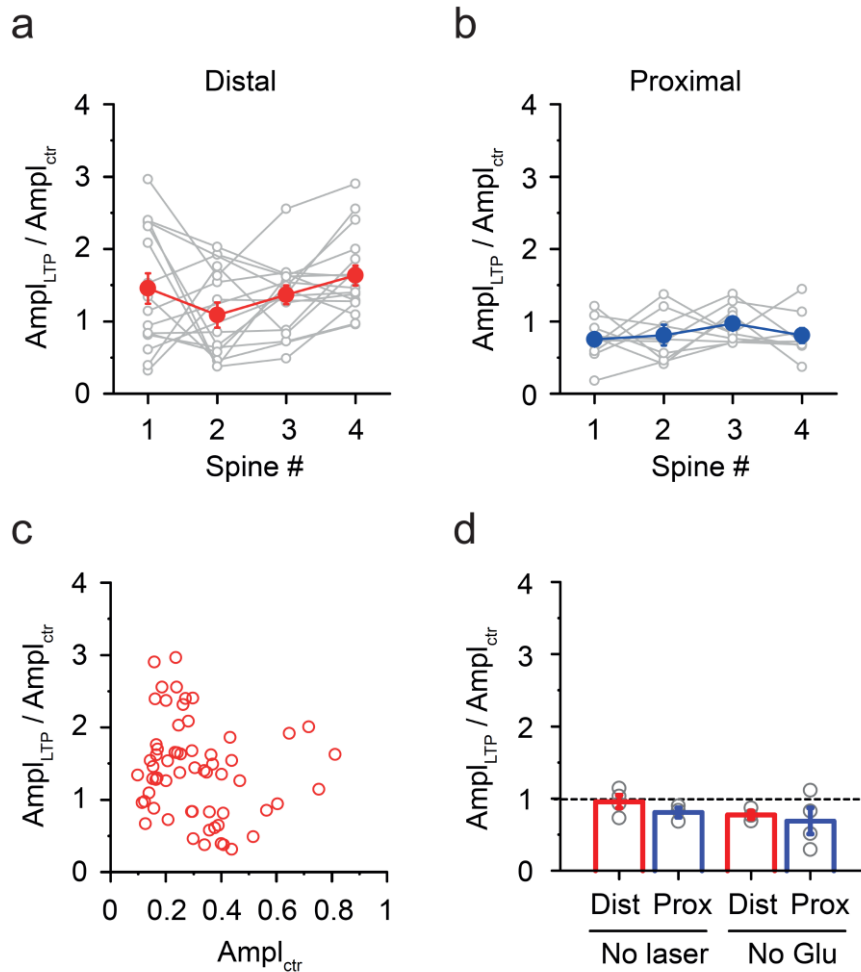 a
Distal
Ampl_LTP / Ampl_ctr
4
3
2
1
0
1 2 3 4
Spine #
b
Proximal
Ampl_LTP / Ampl_ctr
4
3
2
1
0
1 2 3 4
Spine #
c
Ampl_LTP / Ampl_ctr
4
3
2
1
0
0 0.2 0.4 0.6 0.8 1
Ampl_ctr
d
Ampl_LTP / Ampl_ctr
4
3
2
1
0
Dist Prox Dist Prox
No laser No Glu